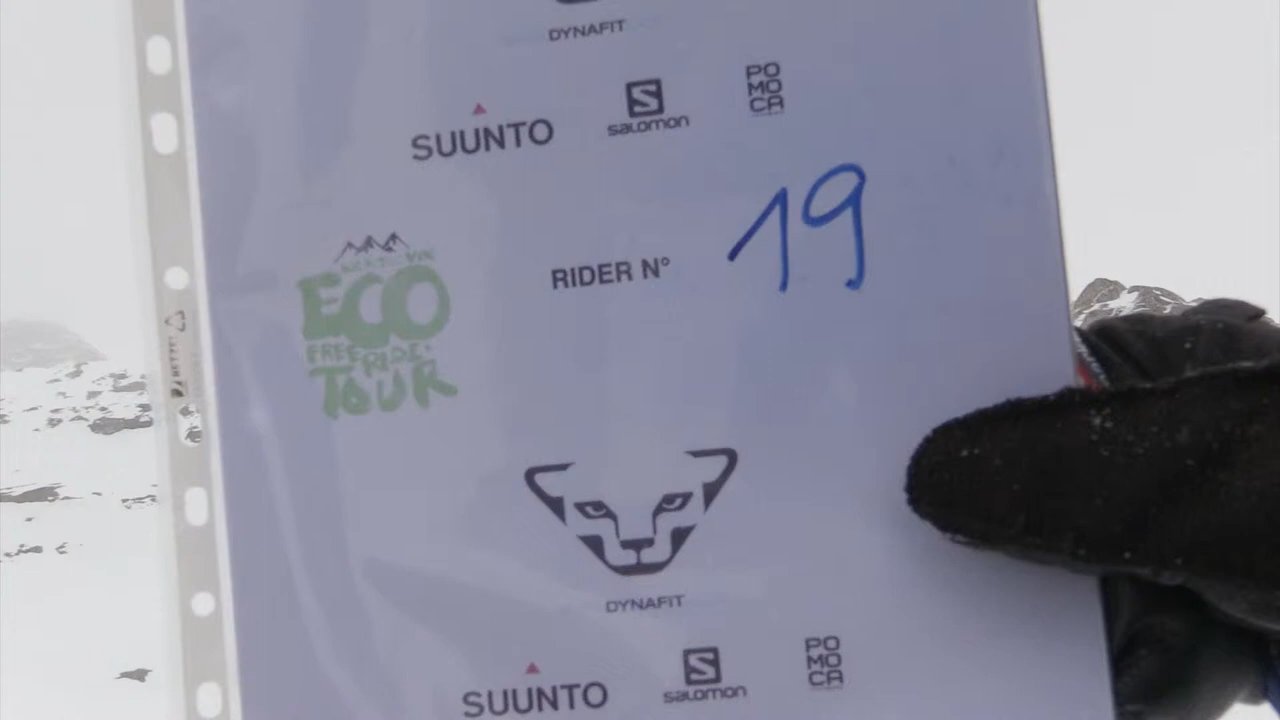 DYNAFIT
SUUNTO
S
salomon
PO
MO
CA
RIDER N° 19
ECO
FREERIDE
TOUR
DYNAFIT
SUUNTO
S
salomon
PO
MO
CA